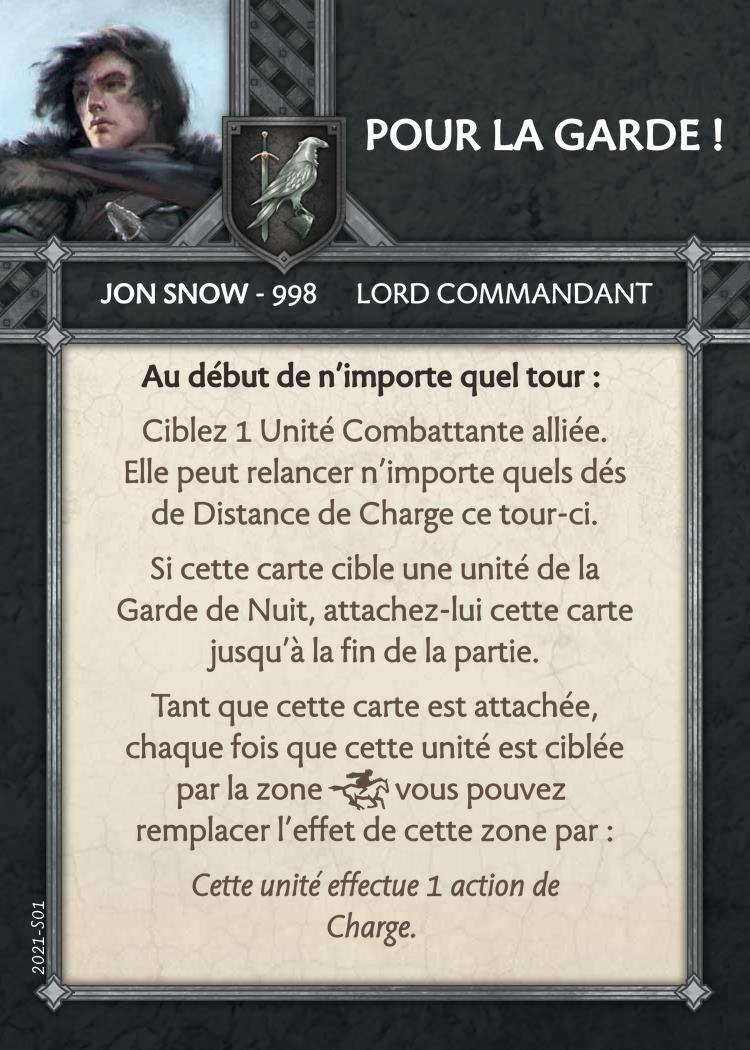 POUR LA GARDE !
JON SNOW - 998 LORD COMMANDANT
Au début de n'importe quel tour :
Ciblez 1 Unité Combattante alliée.
Elle peut relancer n'importe quels dés
de Distance de Charge ce tour-ci.
Si cette carte cible une unité de la
Garde de Nuit, attachez-lui cette carte
jusqu'à la fin de la partie.
Tant que cette carte est attachée,
chaque fois que cette unité est ciblée
par la zone vous pouvez
remplacer l'effet de cette zone par :
Cette unité effectue 1 action de
Charge.
2021-S01